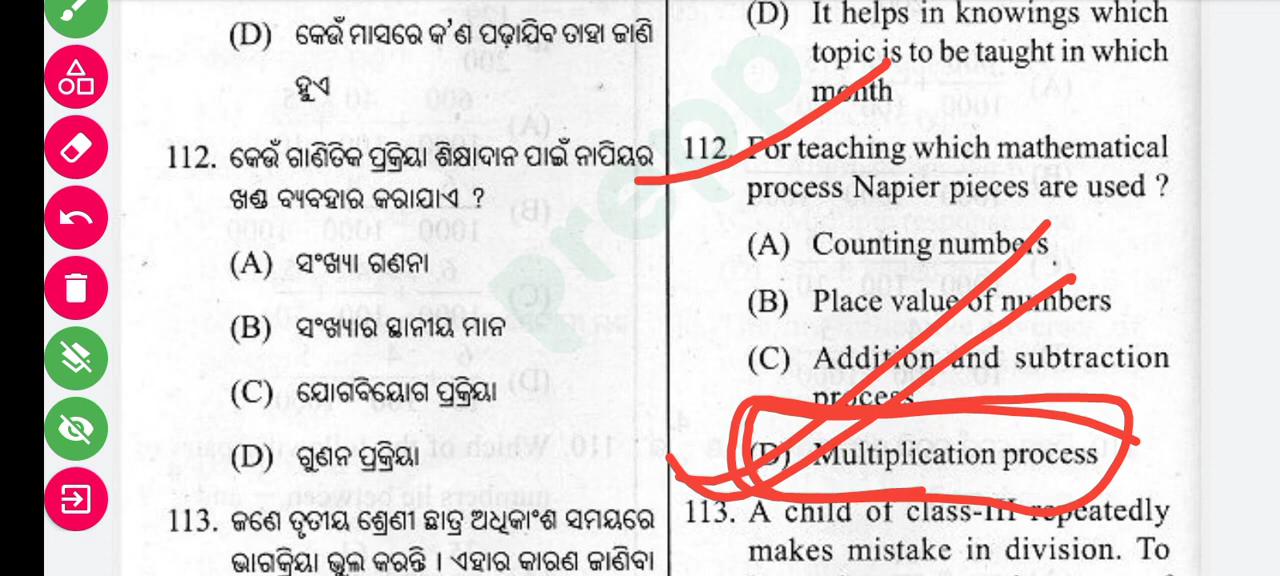 (D) କେଉଁ ମାସରେ କ'ଣ ପଢ଼ାଯିବ ତାହା ଜାଣି
ହୁଏ
112. କେଉଁ ଗାଣିତିକ ପ୍ରକ୍ରିୟା ଶିକ୍ଷାଦାନ ପାଇଁ ନାପିୟର
ଖଣ୍ଡ ବ୍ୟବହାର କରାଯାଏ ?
(A) ସଂଖ୍ୟା ଗଣନା
(B) ସଂଖ୍ୟାର ସ୍ଥାନୀୟ ମାନ
(C) ଯୋଗବିୟୋଗ ପ୍ରକ୍ରିୟା
(D) ଗୁଣନ ପ୍ରକ୍ରିୟା
113. ଜଣେ ତୃତୀୟ ଶ୍ରେଣୀ ଛାତ୍ର ଅଧିକାଂଶ ସମୟରେ
ଭାଗକ୍ରିୟା ଭୁଲ କରନ୍ତି । ଏହାର କାରଣ ଜାଣିବା
(D) It helps in knowings which
topic is to be taught in which
month
112. For teaching which mathematical
process Napier pieces are used ?
(A) Counting numbers
(B) Place value of numbers
(C) Addition and subtraction
process
(D) Multiplication process
113. A child of class-III repeatedly
makes mistake in division. To
prepp